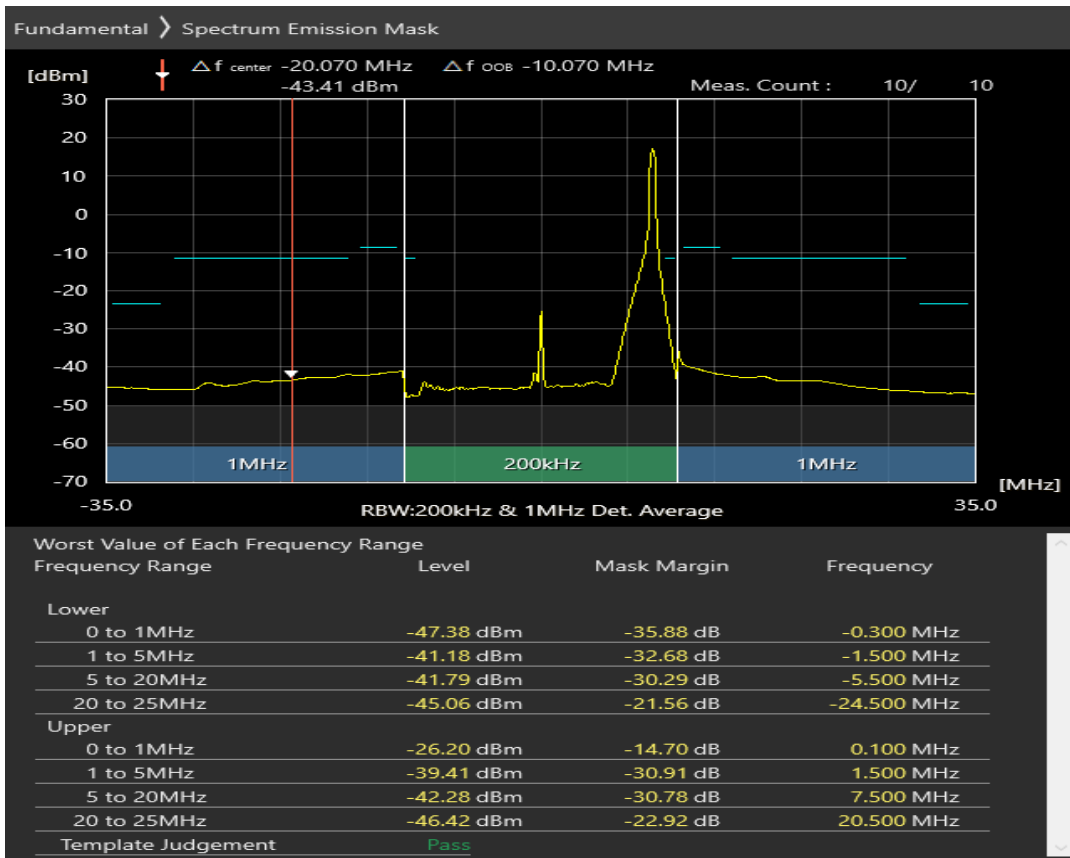 Fundamental ❯ Spectrum Emission Mask
[dBm] △f center -20.070 MHz △f OOB -10.070 MHz
-43.41 dBm Meas. Count : 10/ 10
30
20
10
0
-10
-20
-30
-40
-50
-60
1MHz 200kHz 1MHz
-70 [MHz]
-35.0 RBW:200kHz & 1MHz Det. Average 35.0
Worst Value of Each Frequency Range
Frequency Range Level Mask Margin Frequency
Lower
0 to 1MHz -47.38 dBm -35.88 dB -0.300 MHz
1 to 5MHz -41.18 dBm -32.68 dB -1.500 MHz
5 to 20MHz -41.79 dBm -30.29 dB -5.500 MHz
20 to 25MHz -45.06 dBm -21.56 dB -24.500 MHz
Upper
0 to 1MHz -26.20 dBm -14.70 dB 0.100 MHz
1 to 5MHz -39.41 dBm -30.91 dB 1.500 MHz
5 to 20MHz -42.28 dBm -30.78 dB 7.500 MHz
20 to 25MHz -46.42 dBm -22.92 dB 20.500 MHz
Template Judgement Pass